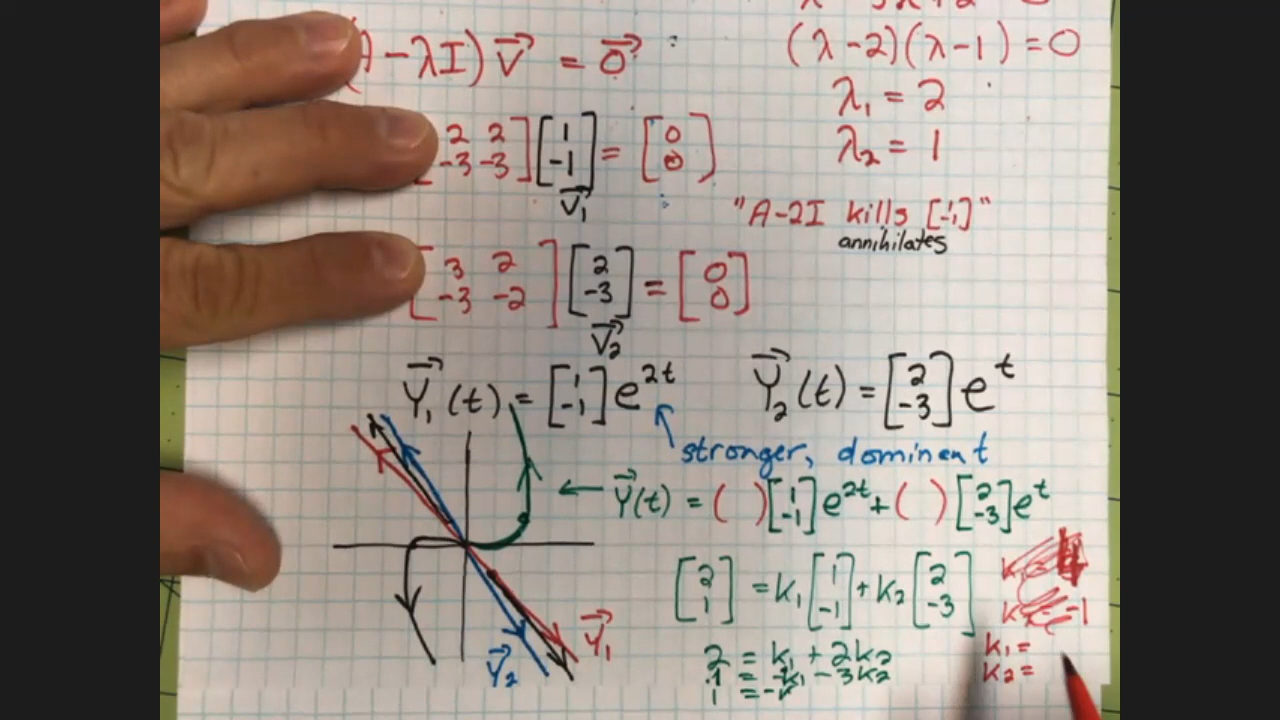 (λ-2)(λ-1) = 0
A-λI) V⃗ = 0⃗
λ₁ = 2
λ₂ = 1
[2 2; -3 -3] [1; -1] = [0; 0]
V⃗₁
"A-2I kills [1; -1]"
annihilates
[3 2; -3 -2] [2; -3] = [0; 0]
V⃗₂
Y⃗₁(t) = [1; -1] e^{2t}
Y⃗₂(t) = [2; -3] e^t
stronger, dominant
Y⃗(t) = ( ) [1; -1] e^{2t} + ( ) [2; -3] e^t
[2; 1] = k₁ [1; -1] + k₂ [2; -3]
Y⃗₁
Y⃗₂
2 = k₁ + 2k₂
1 = -k₁ - 3k₂
k₁ =
k₂ =